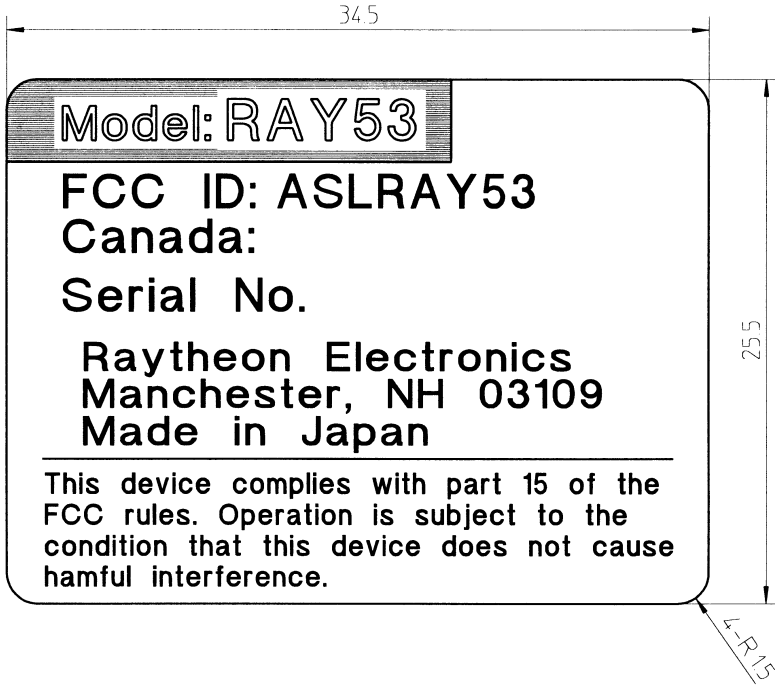 34.5
Model: RAY53
FCC ID: ASLRAY53
Canada:
Serial No.
Raytheon Electronics
Manchester, NH 03109
Made in Japan
This device complies with part 15 of the
FCC rules. Operation is subject to the
condition that this device does not cause
hamful interference.
25.5
4-R1.5